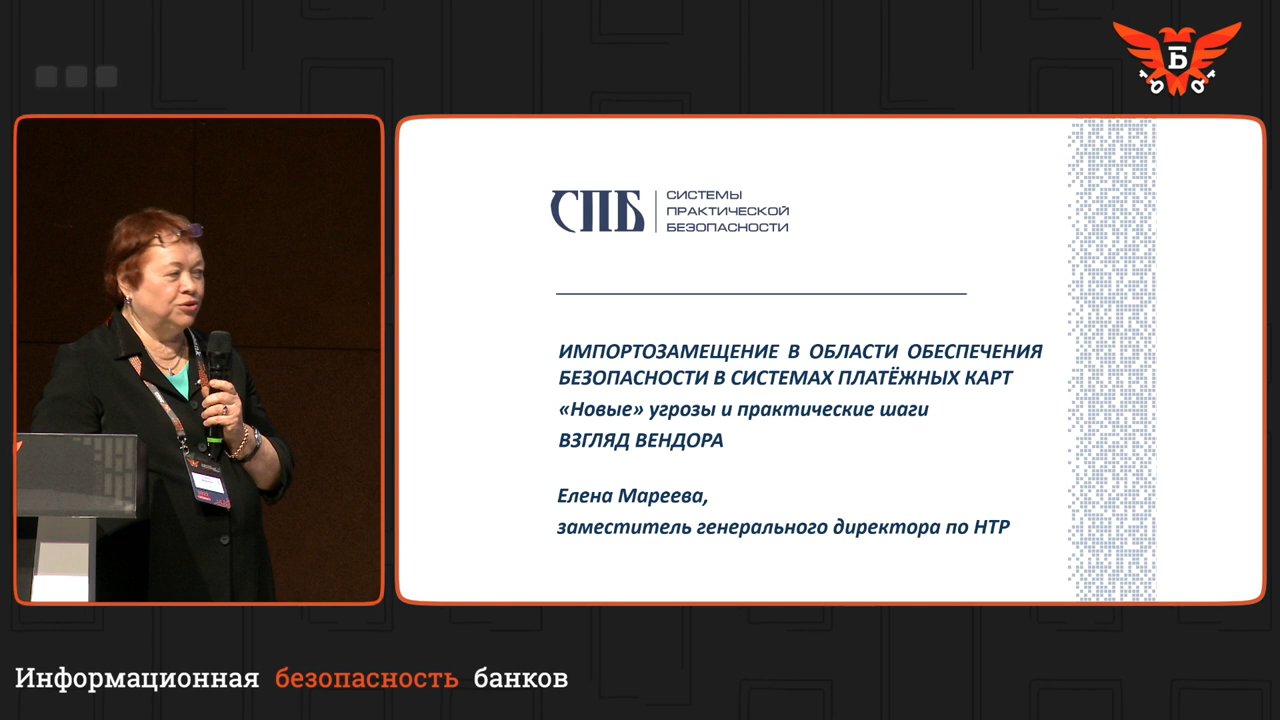 Б
СПБ
СИСТЕМЫ
ПРАКТИЧЕСКОЙ
БЕЗОПАСНОСТИ
ИМПОРТОЗАМЕЩЕНИЕ В ОБЛАСТИ ОБЕСПЕЧЕНИЯ
БЕЗОПАСНОСТИ В СИСТЕМАХ ПЛАТЁЖНЫХ КАРТ
«Новые» угрозы и практические шаги
ВЗГЛЯД ВЕНДОРА
Елена Мареева,
заместитель генерального директора по НТР
Информационная безопасность банков